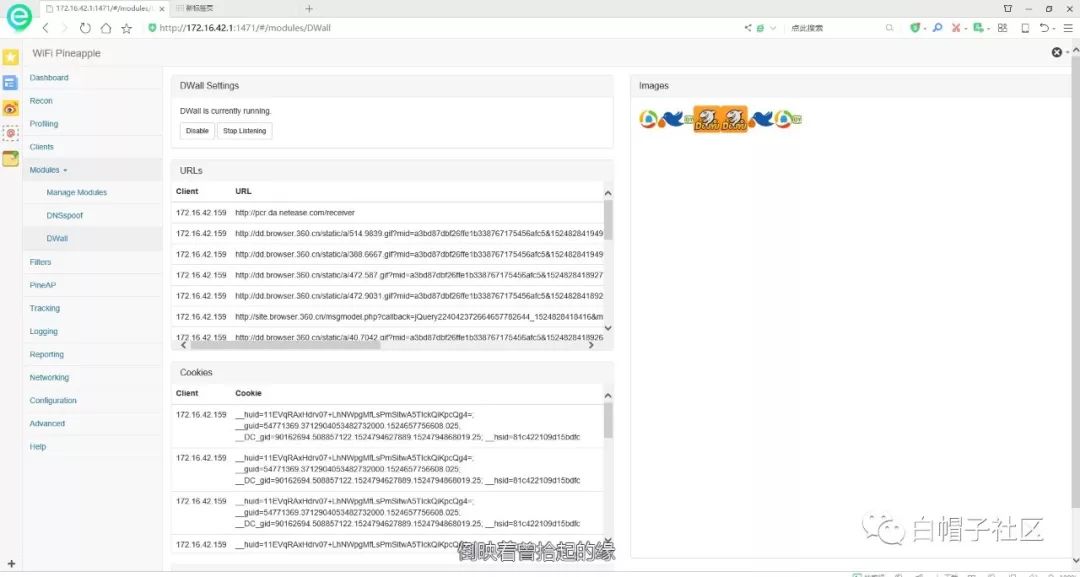 172.16.42.1:1471/#/modules/DWall
新标签页
http://172.16.42.1:1471/#/modules/DWall
点此搜索
WiFi Pineapple
Dashboard
Recon
Profiling
Clients
Modules
Manage Modules
DNSspoof
DWall
Filters
PineAP
Tracking
Logging
Reporting
Networking
Configuration
Advanced
Help
DWall Settings
DWall is currently running.
Disable Stop Listening
URLs
Client URL
172.16.42.159 http://pcr.da.netease.com/receiver
172.16.42.159 http://dd.browser.360.cn/static/a/514.9839.gif?mid=a3bd87dbf26ffe1b338767175456afc5&152482841949
172.16.42.159 http://dd.browser.360.cn/static/a/388.6667.gif?mid=a3bd87dbf26ffe1b338767175456afc5&152482841949
172.16.42.159 http://dd.browser.360.cn/static/a/472.587.gif?mid=a3bd87dbf26ffe1b338767175456afc5&1524828418927
172.16.42.159 http://dd.browser.360.cn/static/a/472.9031.gif?mid=a3bd87dbf26ffe1b338767175456afc5&152482841892
172.16.42.159 http://site.browser.360.cn/msgmodel.php?callback=jQuery224042372664657782644_1524828418416&m
172.16.42.159 http://dd.browser.360.cn/static/a/40.7042.gif?mid=a3bd87dbf26ffe1b338767175456afc5&1524828418926
Cookies
Client Cookie
172.16.42.159 __huid=11EVqRAxHdrv07+LhNWpgMfLsPmSitwA5TIckQiKpcQg4=;
__guid=54771369.3712904053482732000.1524657756608.025;
__DC_gid=90162694.508857122.1524794627889.1524794868019.25; __hsid=81c422109d15bdfc
172.16.42.159 __huid=11EVqRAxHdrv07+LhNWpgMfLsPmSitwA5TIckQiKpcQg4=;
__guid=54771369.3712904053482732000.1524657756608.025;
__DC_gid=90162694.508857122.1524794627889.1524794868019.25; __hsid=81c422109d15bdfc
172.16.42.159 __huid=11EVqRAxHdrv07+LhNWpgMfLsPmSitwA5TIckQiKpcQg4=;
__guid=54771369.3712904053482732000.1524657756608.025;
__DC_gid=90162694.508857122.1524794627889.1524794868019.25; __hsid=81c422109d15bdfc
172.16.42.159 __huid=11EVqRAxHdrv07+LhNWpgMfLsPmSitwA5TIckQiKpcQ
Images
DOUYU DOUYU
白帽子社区
倒映着曾拾起的缘